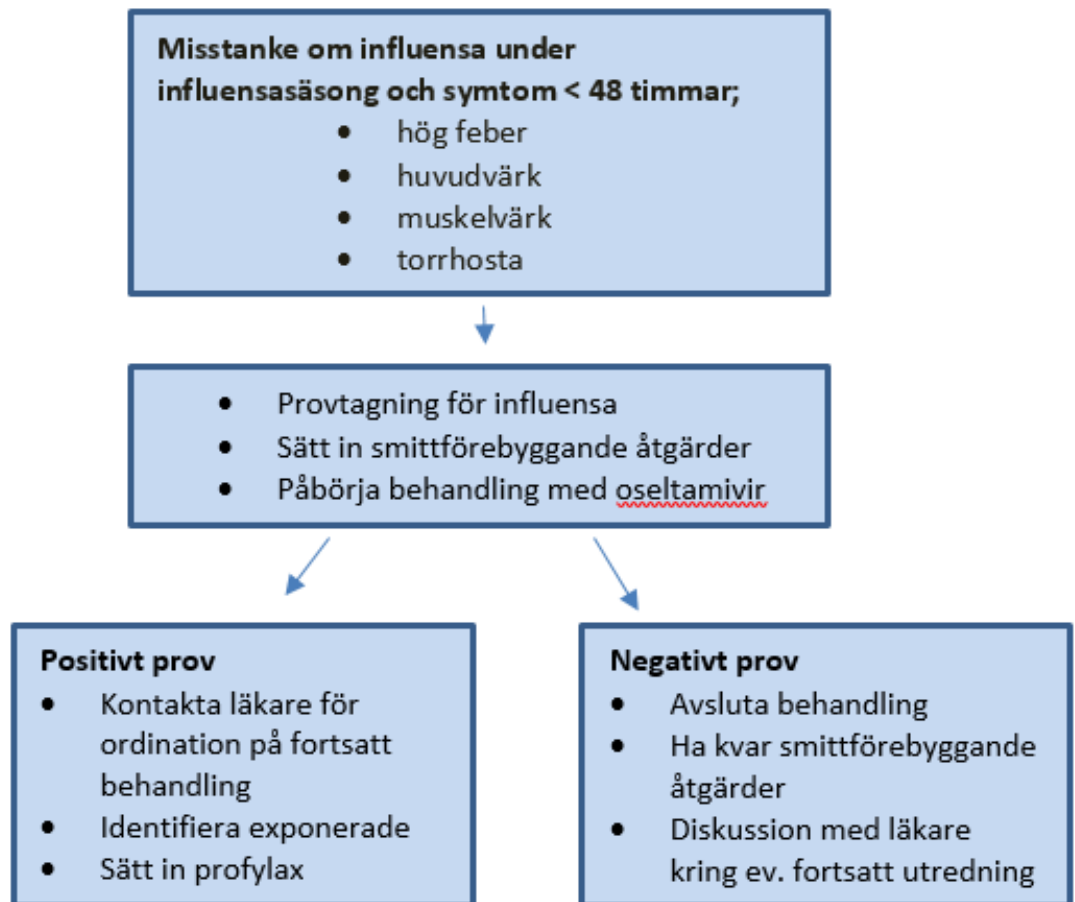 Misstanke om influensa under
influensasäsong och symtom < 48 timmar;
• hög feber
• huvudvärk
• muskelvärk
• torrhosta
• Provtagning för influensa
• Sätt in smittförebyggande åtgärder
• Påbörja behandling med oseltamivir
Positivt prov
• Kontakta läkare för
ordination på fortsatt
behandling
• Identifiera exponerade
• Sätt in profylax
Negativt prov
• Avsluta behandling
• Ha kvar smittförebyggande
åtgärder
• Diskussion med läkare
kring ev. fortsatt utredning